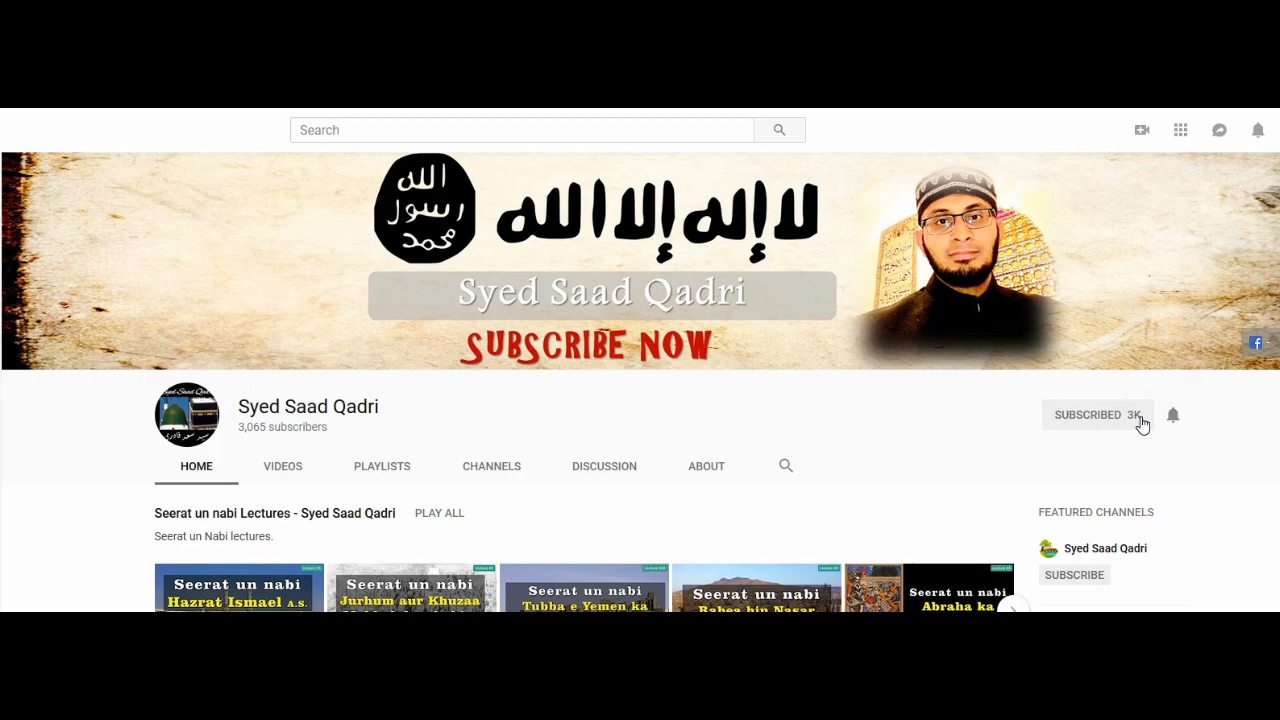 Search
الله
رسول
محمد
لا إله إلا الله
Syed Saad Qadri
SUBSCRIBE NOW
Syed Saad Qadri
3,065 subscribers
SUBSCRIBED 3K
HOME VIDEOS PLAYLISTS CHANNELS DISCUSSION ABOUT
Seerat un nabi Lectures - Syed Saad Qadri PLAY ALL
Seerat un Nabi lectures.
FEATURED CHANNELS
Syed Saad Qadri
SUBSCRIBE
Seerat un nabi
Hazrat Ismael A.S.
Seerat un nabi
Jurhum aur Khuzaa
Seerat un nabi
Tubba e Yemen ka
Seerat un nabi
Rabea bin Nasar
Seerat un nabi
Abraha ka